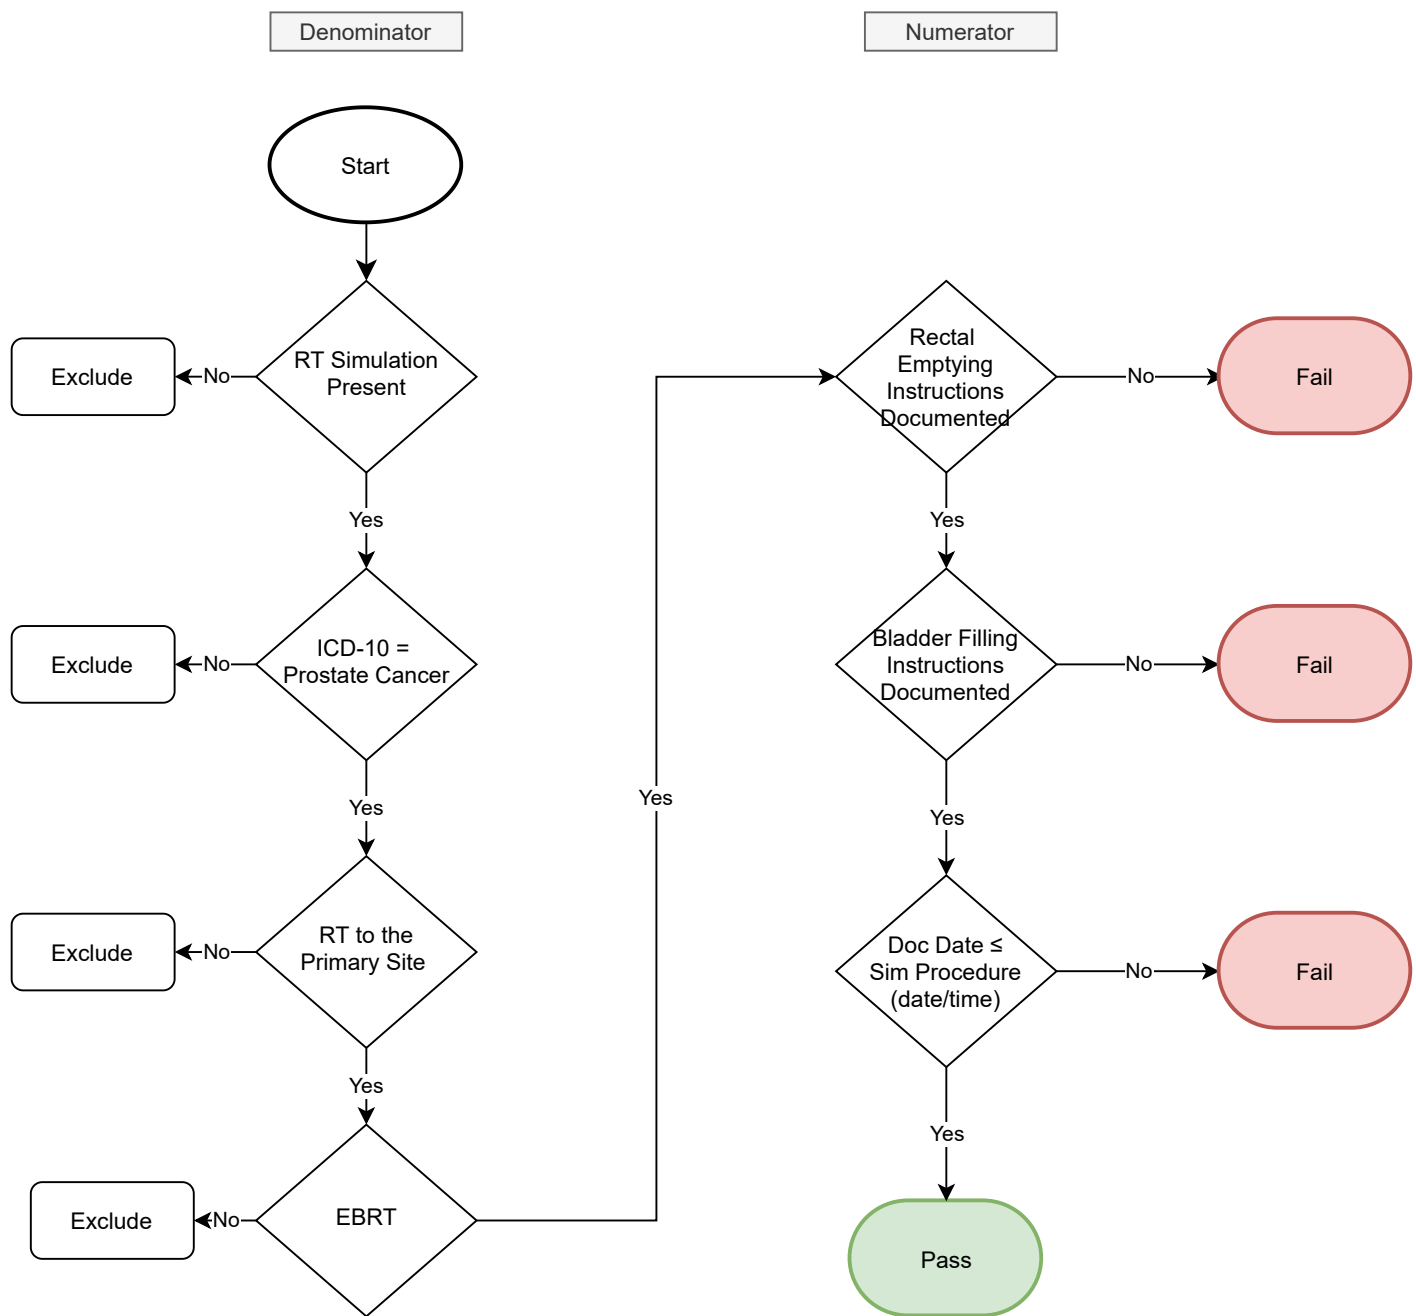 Denominator
Numerator
Start
RT Simulation
Present
No
Exclude
Yes
ICD-10 =
Prostate Cancer
No
Exclude
Yes
RT to the
Primary Site
No
Exclude
Yes
EBRT
No
Exclude
Yes
Rectal
Emptying
Instructions
Documented
No
Fail
Yes
Bladder Filling
Instructions
Documented
No
Fail
Yes
Doc Date ≤
Sim Procedure
(date/time)
No
Fail
Yes
Pass